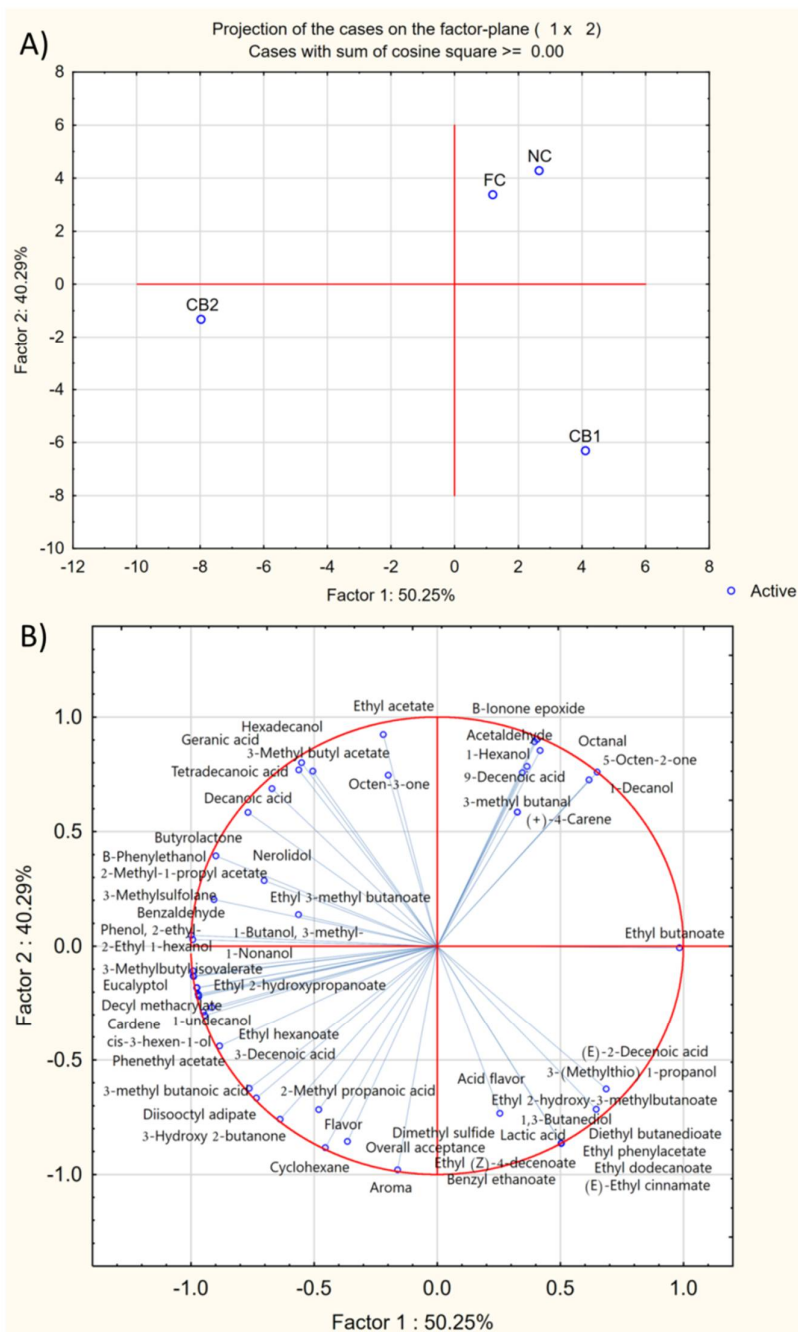 A)
Projection of the cases on the factor-plane ( 1 x 2)
Cases with sum of cosine square >= 0.00
8
6
4
2
0
-2
-4
-6
-8
-10
Factor 2: 40.29%
NC
FC
CB2
CB1
-12 -10 -8 -6 -4 -2 0 2 4 6 8
Factor 1: 50.25%
Active
B)
1.0
0.5
0.0
-0.5
-1.0
Factor 2 : 40.29%
Ethyl acetate
B-Ionone epoxide
Hexadecanol
Acetaldehyde
Geranic acid
Octanal
3-Methyl butyl acetate
1-Hexanol
5-Octen-2-one
Tetradecanoic acid
Octen-3-one
9-Decenoic acid
1-Decanol
Decanoic acid
3-methyl butanal
(+)-4-Carene
Butyrolactone
B-Phenylethanol
Nerolidol
2-Methyl-1-propyl acetate
3-Methylsulfolane
Ethyl 3-methyl butanoate
Benzaldehyde
Phenol, 2-ethyl-
1-Butanol, 3-methyl-
Ethyl butanoate
2-Ethyl 1-hexanol
1-Nonanol
3-Methylbutyl isovalerate
Eucalyptol
Ethyl 2-hydroxypropanoate
Decyl methacrylate
Cardene
1-undecanol
cis-3-hexen-1-ol
Ethyl hexanoate
Phenethyl acetate
3-Decenoic acid
(E)-2-Decenoic acid
3-(Methylthio) 1-propanol
Acid flavor
3-methyl butanoic acid
2-Methyl propanoic acid
Ethyl 2-hydroxy-3-methylbutanoate
Diisooctyl adipate
1,3-Butanediol
Flavor
3-Hydroxy 2-butanone
Dimethyl sulfide
Lactic acid
Diethyl butanedioate
Overall acceptance
Ethyl phenylacetate
Cyclohexane
Ethyl (Z)-4-decenoate
Ethyl dodecanoate
Aroma
Benzyl ethanoate
(E)-Ethyl cinnamate
-1.0 -0.5 0.0 0.5 1.0
Factor 1 : 50.25%